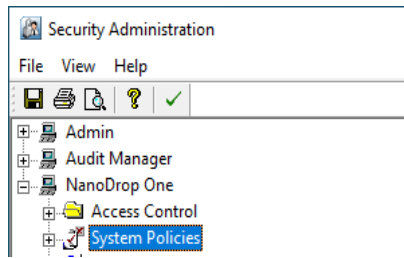 Security Administration
File View Help
Admin
Audit Manager
NanoDrop One
Access Control
System Policies